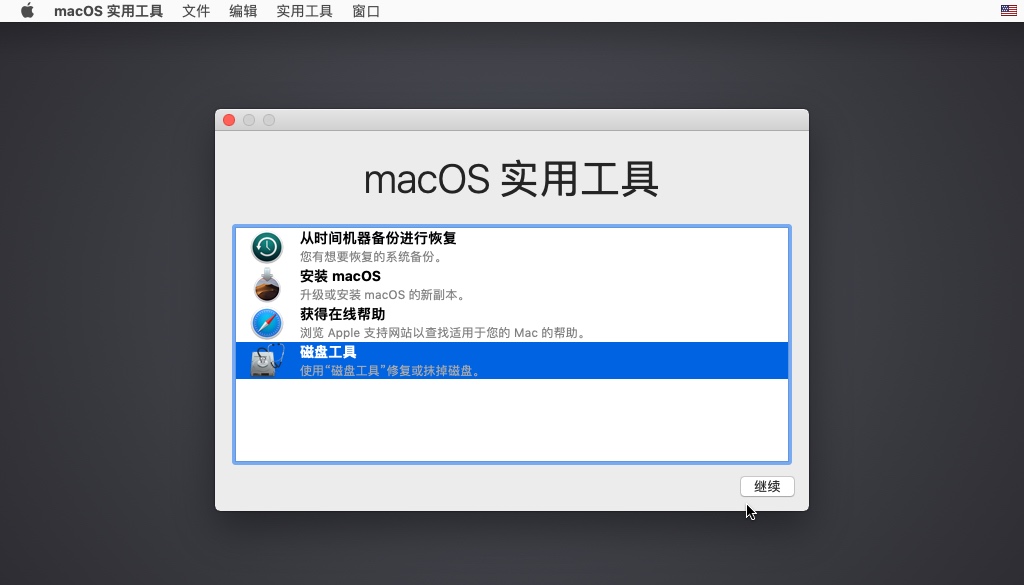 macOS 实用工具 文件 编辑 实用工具 窗口
macOS 实用工具
从时间机器备份进行恢复
您有想要恢复的系统备份。
安装 macOS
升级或安装 macOS 的新副本。
获得在线帮助
浏览 Apple 支持网站以查找适用于您的 Mac 的帮助。
磁盘工具
使用“磁盘工具”修复或抹掉磁盘。
继续